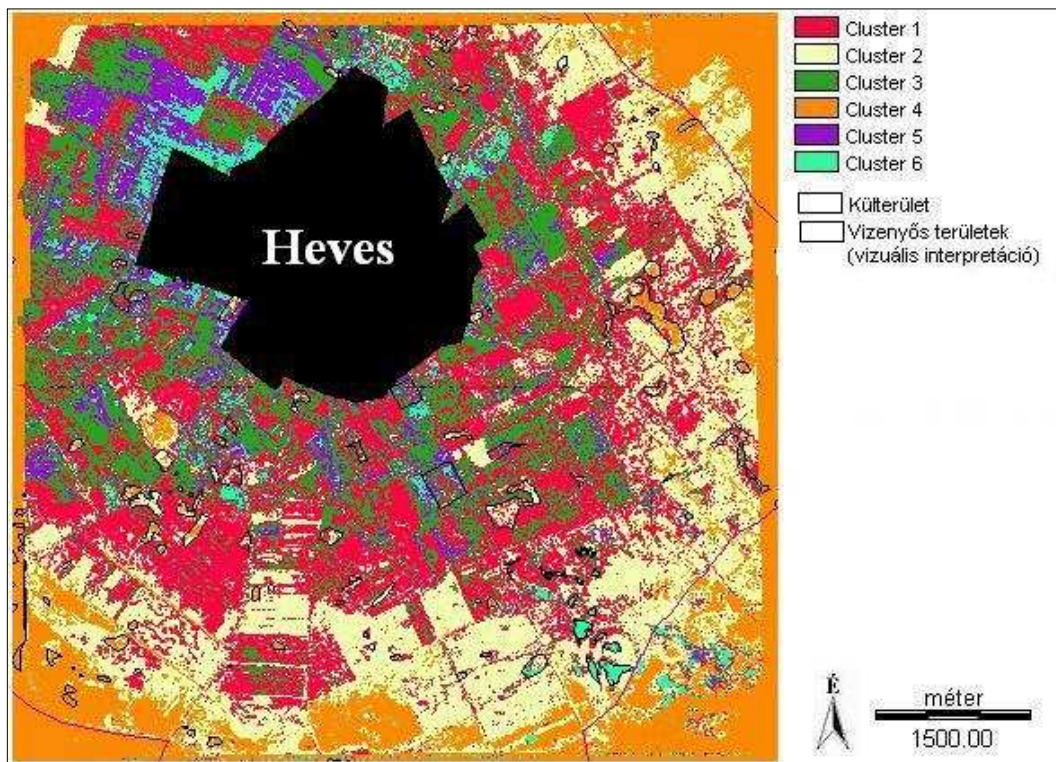 Heves
Cluster 1
Cluster 2
Cluster 3
Cluster 4
Cluster 5
Cluster 6
Külterület
Vizenyős területek
(vizuális interpretáció)
É
méter
1500.00